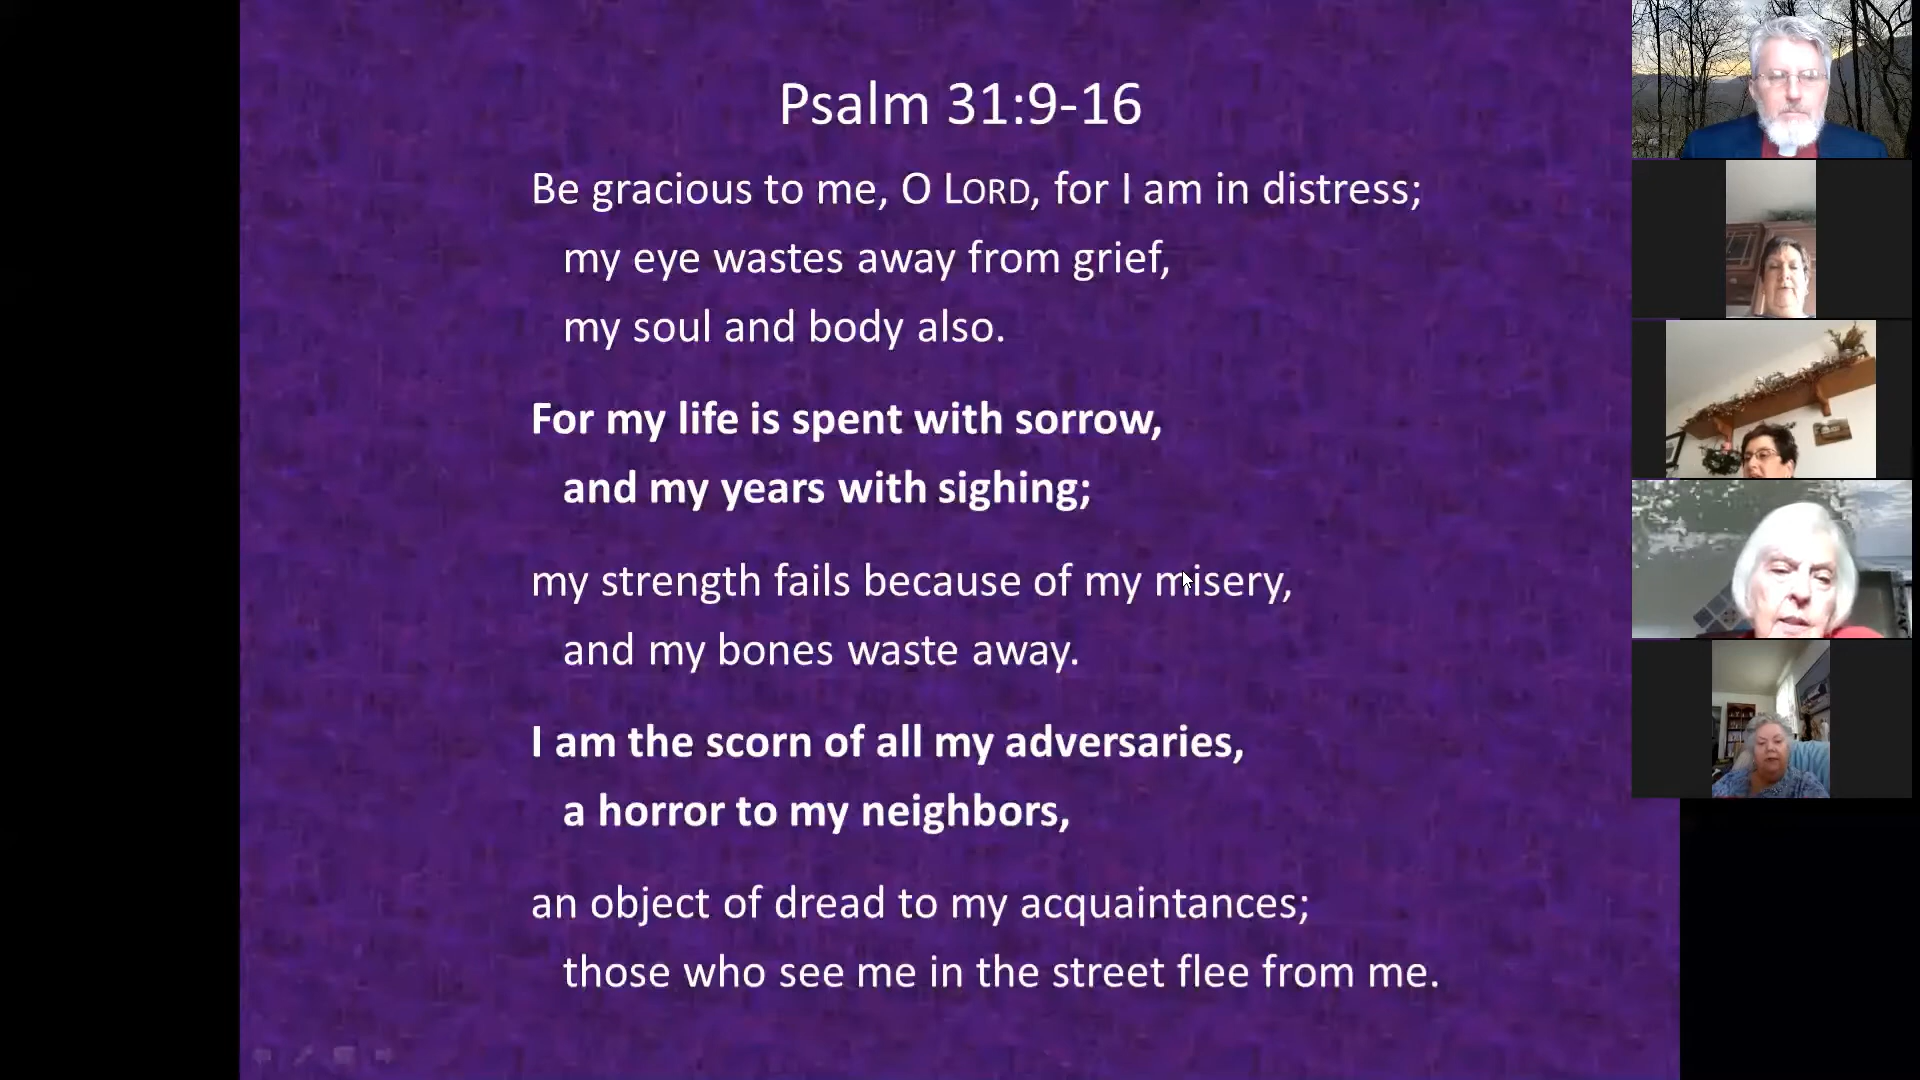 Psalm 31:9-16
Be gracious to me, O LORD, for I am in distress;
my eye wastes away from grief,
my soul and body also.
For my life is spent with sorrow,
and my years with sighing;
my strength fails because of my misery,
and my bones waste away.
I am the scorn of all my adversaries,
a horror to my neighbors,
an object of dread to my acquaintances;
those who see me in the street flee from me.